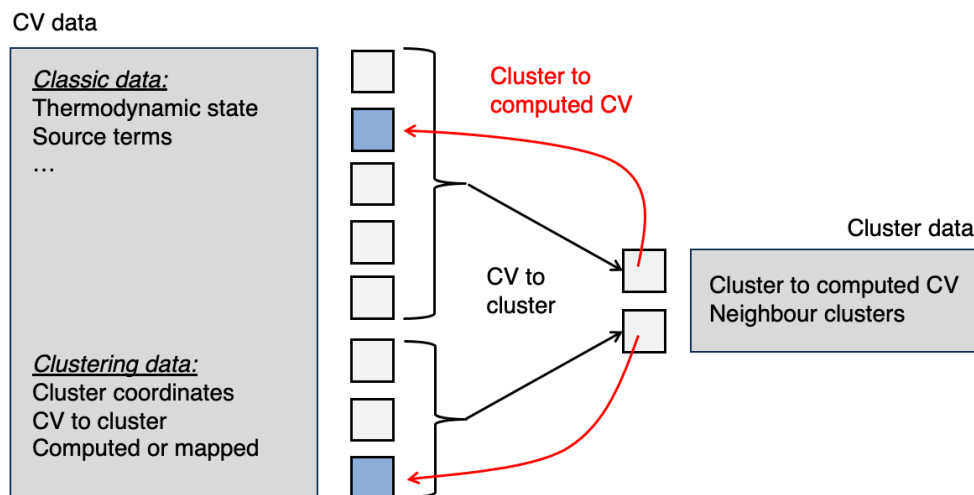 CV data
Classic data:
Thermodynamic state
Source terms
…
Clustering data:
Cluster coordinates
CV to cluster
Computed or mapped
Cluster to
computed CV
CV to
cluster
Cluster data
Cluster to computed CV
Neighbour clusters